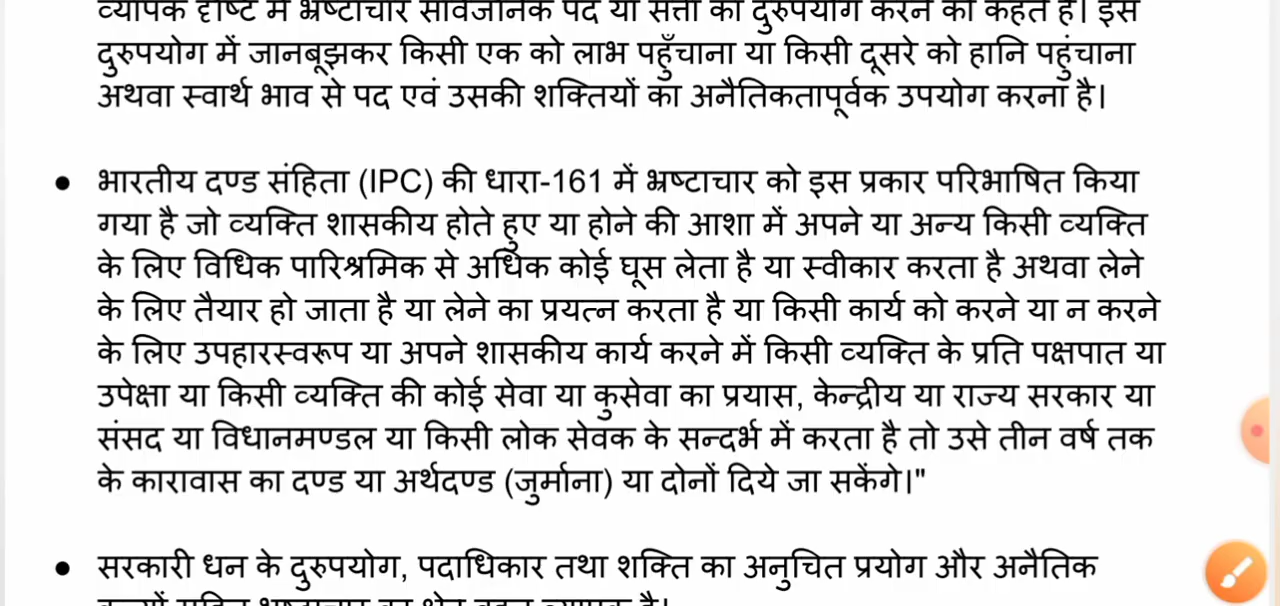 व्यापक दृष्टि में भ्रष्टाचार सार्वजनिक पद या सत्ता का दुरुपयोग करने को कहते हैं। इस
दुरुपयोग में जानबूझकर किसी एक को लाभ पहुँचाना या किसी दूसरे को हानि पहुंचाना
अथवा स्वार्थ भाव से पद एवं उसकी शक्तियों का अनैतिकतापूर्वक उपयोग करना है।
● भारतीय दण्ड संहिता (IPC) की धारा-161 में भ्रष्टाचार को इस प्रकार परिभाषित किया
गया है जो व्यक्ति शासकीय होते हुए या होने की आशा में अपने या अन्य किसी व्यक्ति
के लिए विधिक पारिश्रमिक से अधिक कोई घूस लेता है या स्वीकार करता है अथवा लेने
के लिए तैयार हो जाता है या लेने का प्रयत्न करता है या किसी कार्य को करने या न करने
के लिए उपहारस्वरूप या अपने शासकीय कार्य करने में किसी व्यक्ति के प्रति पक्षपात या
उपेक्षा या किसी व्यक्ति की कोई सेवा या कुसेवा का प्रयास, केन्द्रीय या राज्य सरकार या
संसद या विधानमण्डल या किसी लोक सेवक के सन्दर्भ में करता है तो उसे तीन वर्ष तक
के कारावास का दण्ड या अर्थदण्ड (जुर्माना) या दोनों दिये जा सकेंगे।"
● सरकारी धन के दुरुपयोग, पदाधिकार तथा शक्ति का अनुचित प्रयोग और अनैतिक